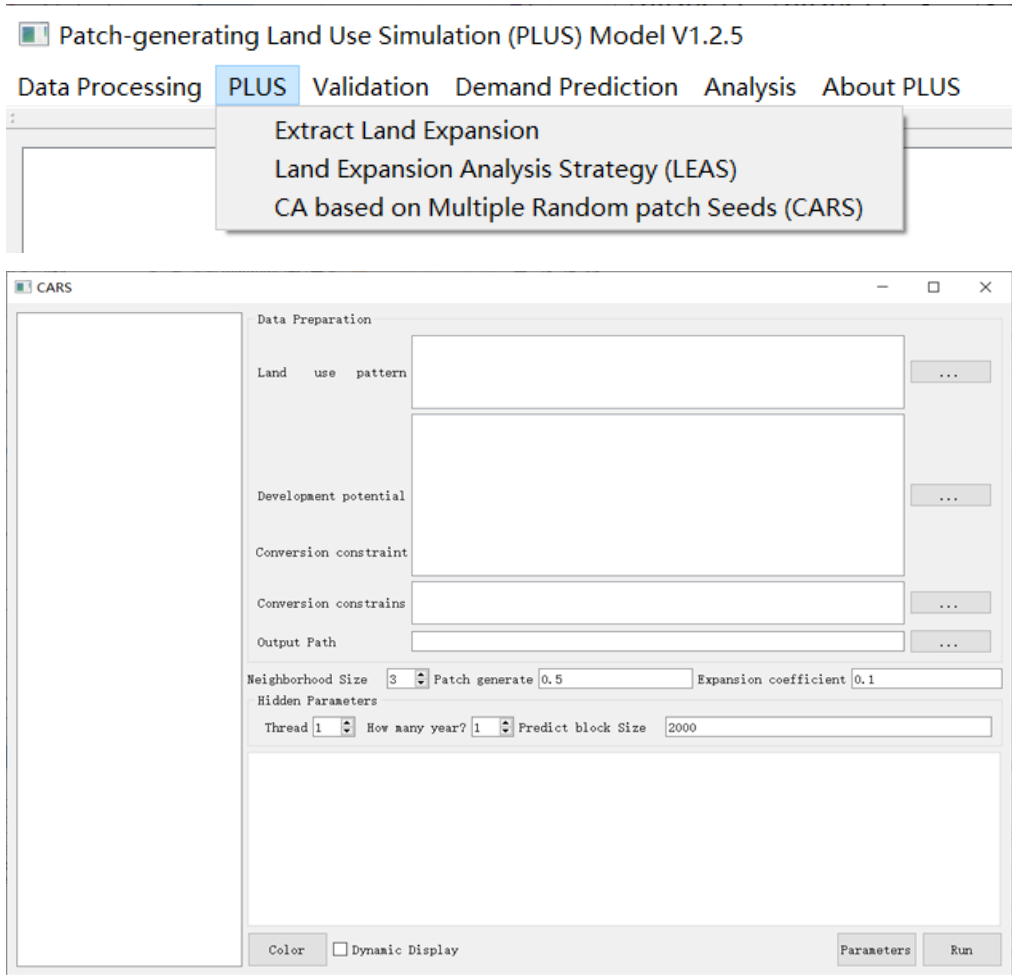 Patch-generating Land Use Simulation (PLUS) Model V1.2.5
Data Processing PLUS Validation Demand Prediction Analysis About PLUS
Extract Land Expansion
Land Expansion Analysis Strategy (LEAS)
CA based on Multiple Random patch Seeds (CARS)
CARS
Data Preparation
Land use pattern ...
Development potential ...
Conversion constraint
Conversion constrains ...
Output Path ...
Neighborhood Size 3 Patch generate 0.5 Expansion coefficient 0.1
Hidden Parameters
Thread 1 How many year? 1 Predict block Size 2000
Color Dynamic Display Parameters Run